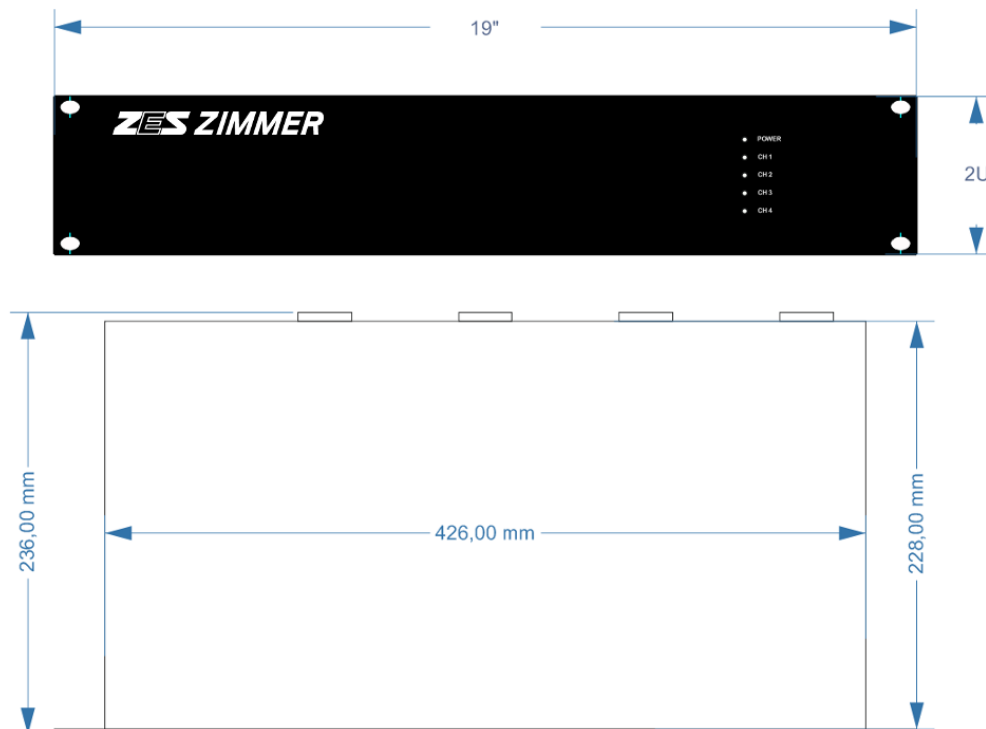 19"
ZES ZIMMER
POWER
CH 1
CH 2
CH 3
CH 4
2U
236,00 mm
426,00 mm
228,00 mm